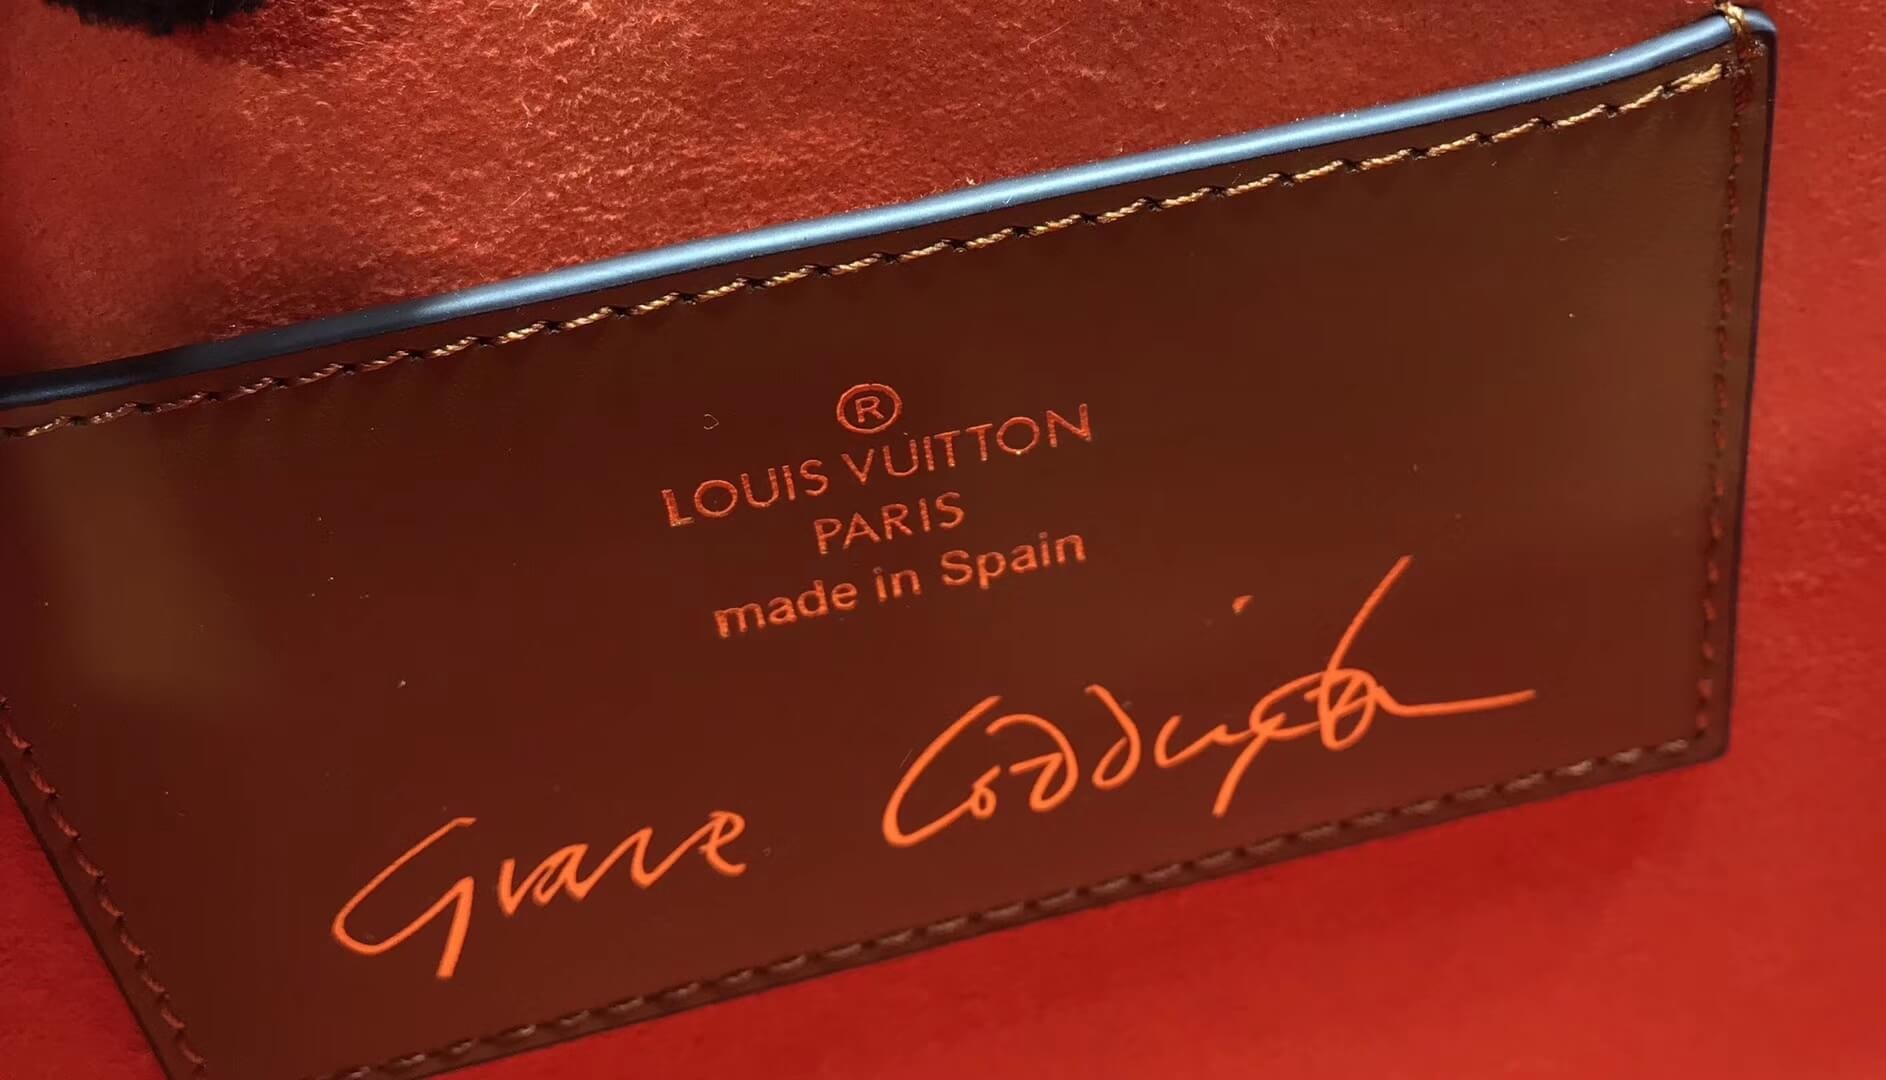 ®
LOUIS VUITTON
PARIS
made in Spain
Grace Coddington